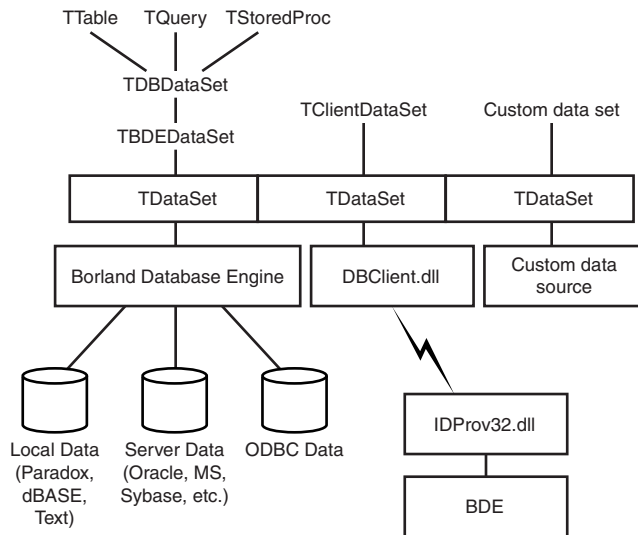 TTable TQuery TStoredProc
TDBDataSet
TBDEDataSet
TClientDataSet
Custom data set
TDataSet TDataSet TDataSet
Borland Database Engine
DBClient.dll
Custom data
source
Local Data
(Paradox,
dBASE,
Text)
Server Data
(Oracle, MS,
Sybase, etc.)
ODBC Data
IDProv32.dll
BDE